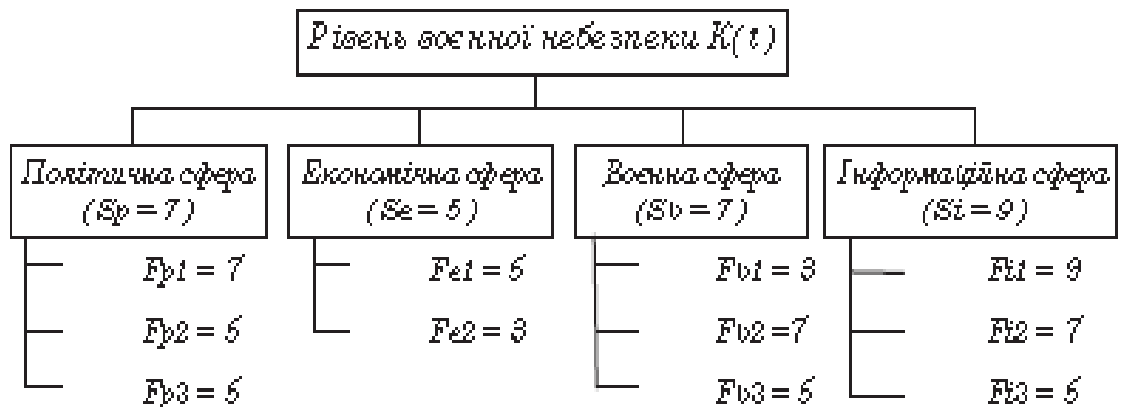 Рівень воєнної небезпеки K(t)
Політична сфера
(Sp = 7)
Економічна сфера
(Se = 5)
Воєнна сфера
(Sv = 7)
Інформаційна сфера
(Si = 9)
Fp1 = 7
Fp2 = 5
Fp3 = 5
Fe1 = 5
Fe2 = 3
Fv1 = 3
Fv2 =7
Fv3 = 5
Fi1 = 9
Fi2 = 7
Fi3 = 5